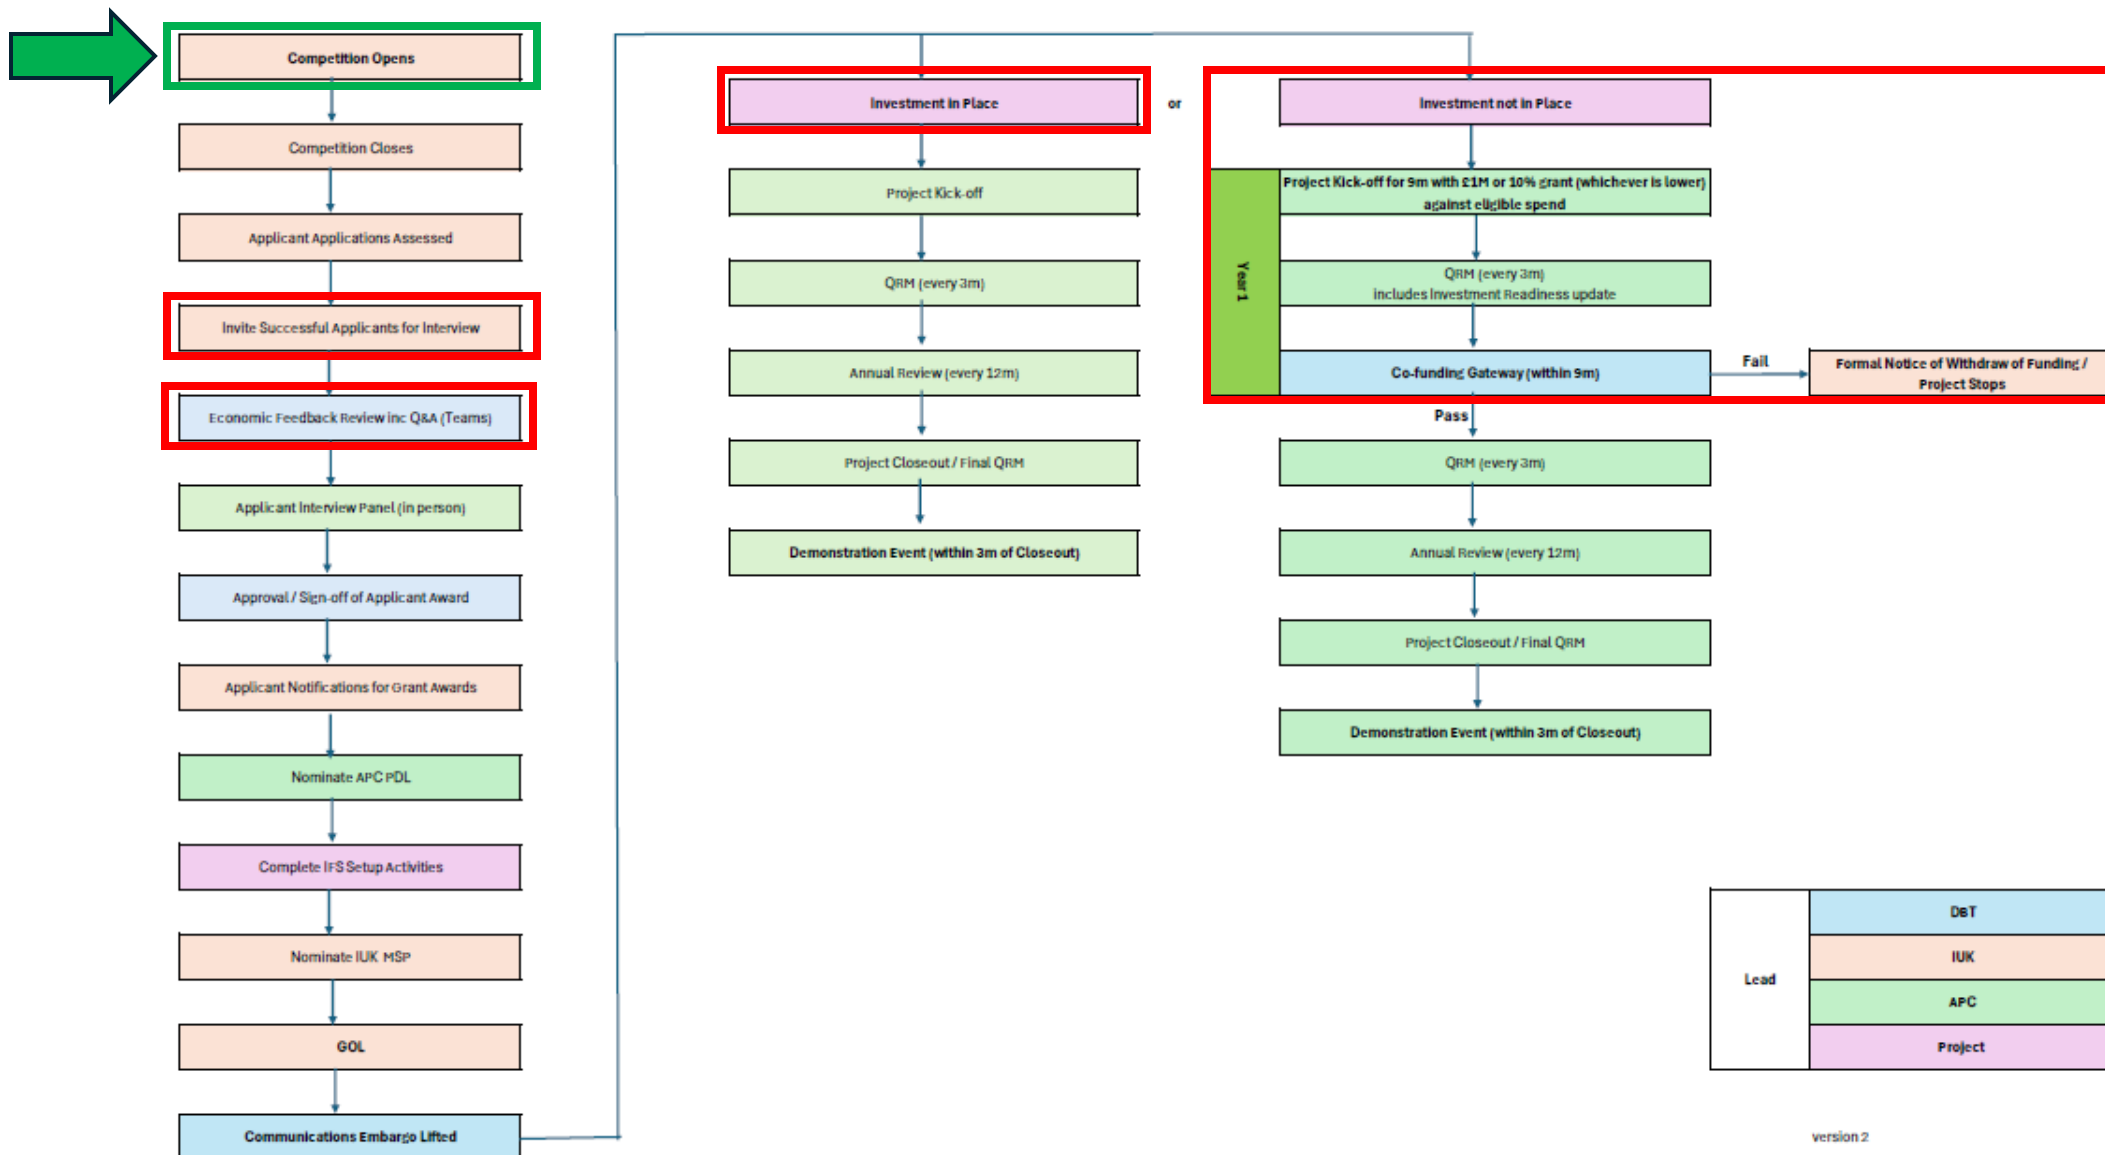 Competition Opens
Competition Closes
Applicant Applications Assessed
Invite Successful Applicants for Interview
Economic Feedback Review inc Q&A (Teams)
Applicant Interview Panel (in person)
Approval / Sign-off of Applicant Award
Applicant Notifications for Grant Awards
Nominate APC PDL
Complete IFS Setup Activities
Nominate IUK MSP
GOL
Communications Embargo Lifted
Investment in Place
Project Kick-off
QRM (every 3m)
Annual Review (every 12m)
Project Closeout / Final QRM
Demonstration Event (within 3m of Closeout)
or
Investment not in Place
Year 1
Project Kick-off for 9m with £1M or 10% grant (whichever is lower)
against eligible spend
QRM (every 3m)
includes Investment Readiness update
Co-funding Gateway (within 9m)
Fail
Formal Notice of Withdraw of Funding /
Project Stops
Pass
QRM (every 3m)
Annual Review (every 12m)
Project Closeout / Final QRM
Demonstration Event (within 3m of Closeout)
Lead
DBT
IUK
APC
Project
version 2